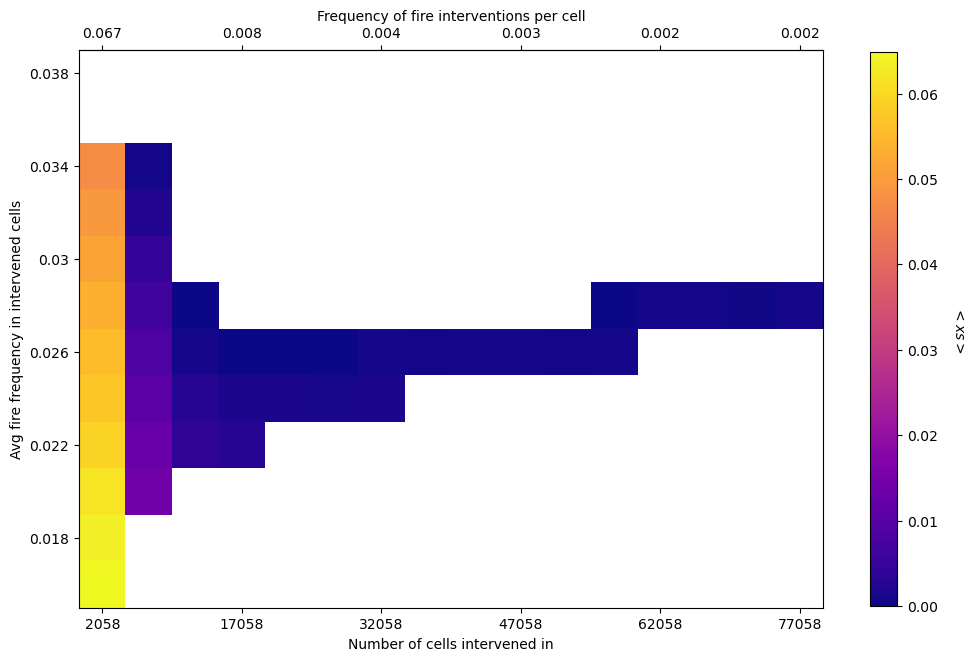 Frequency of fire interventions per cell
0.067 0.008 0.004 0.003 0.002 0.002
0.038
0.034
0.03
0.026
0.022
0.018
Avg fire frequency in intervened cells
2058 17058 32058 47058 62058 77058
Number of cells intervened in
0.06
0.05
0.04
0.03
0.02
0.01
0.00
< xs >